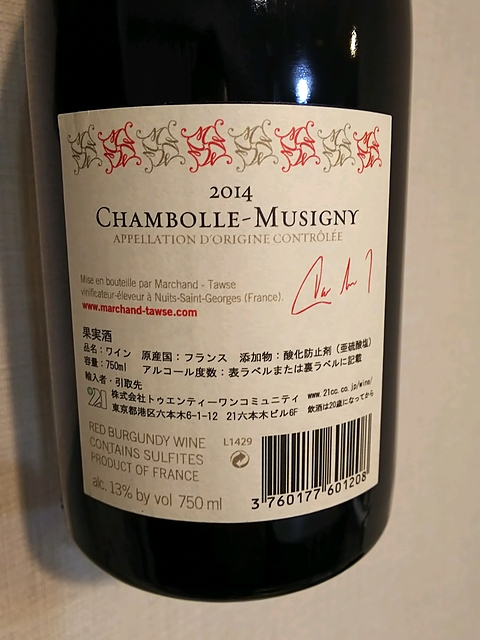 2014
CHAMBOLLE-MUSIGNY
APPELLATION D'ORIGINE CONTRÔLÉE
Mise en bouteille par Marchand - Tawse
vinificateur-éleveur à Nuits-Saint-Georges (France).
www.marchand-tawse.com
果実酒
品名：ワイン 原産国：フランス 添加物：酸化防止剤（亜硫酸塩）
容量：750ml アルコール度数：表ラベルまたは裏ラベルに記載
輸入者・引取先
21 株式会社トゥエンティーワンコミュニティ www.21cc.co.jp/wine/
東京都港区六本木6-1-12 21六本木ビル6F 飲酒は20歳になってから
RED BURGUNDY WINE
CONTAINS SULFITES
PRODUCT OF FRANCE
alc. 13% by vol 750 ml
L1429
3 760177 601208